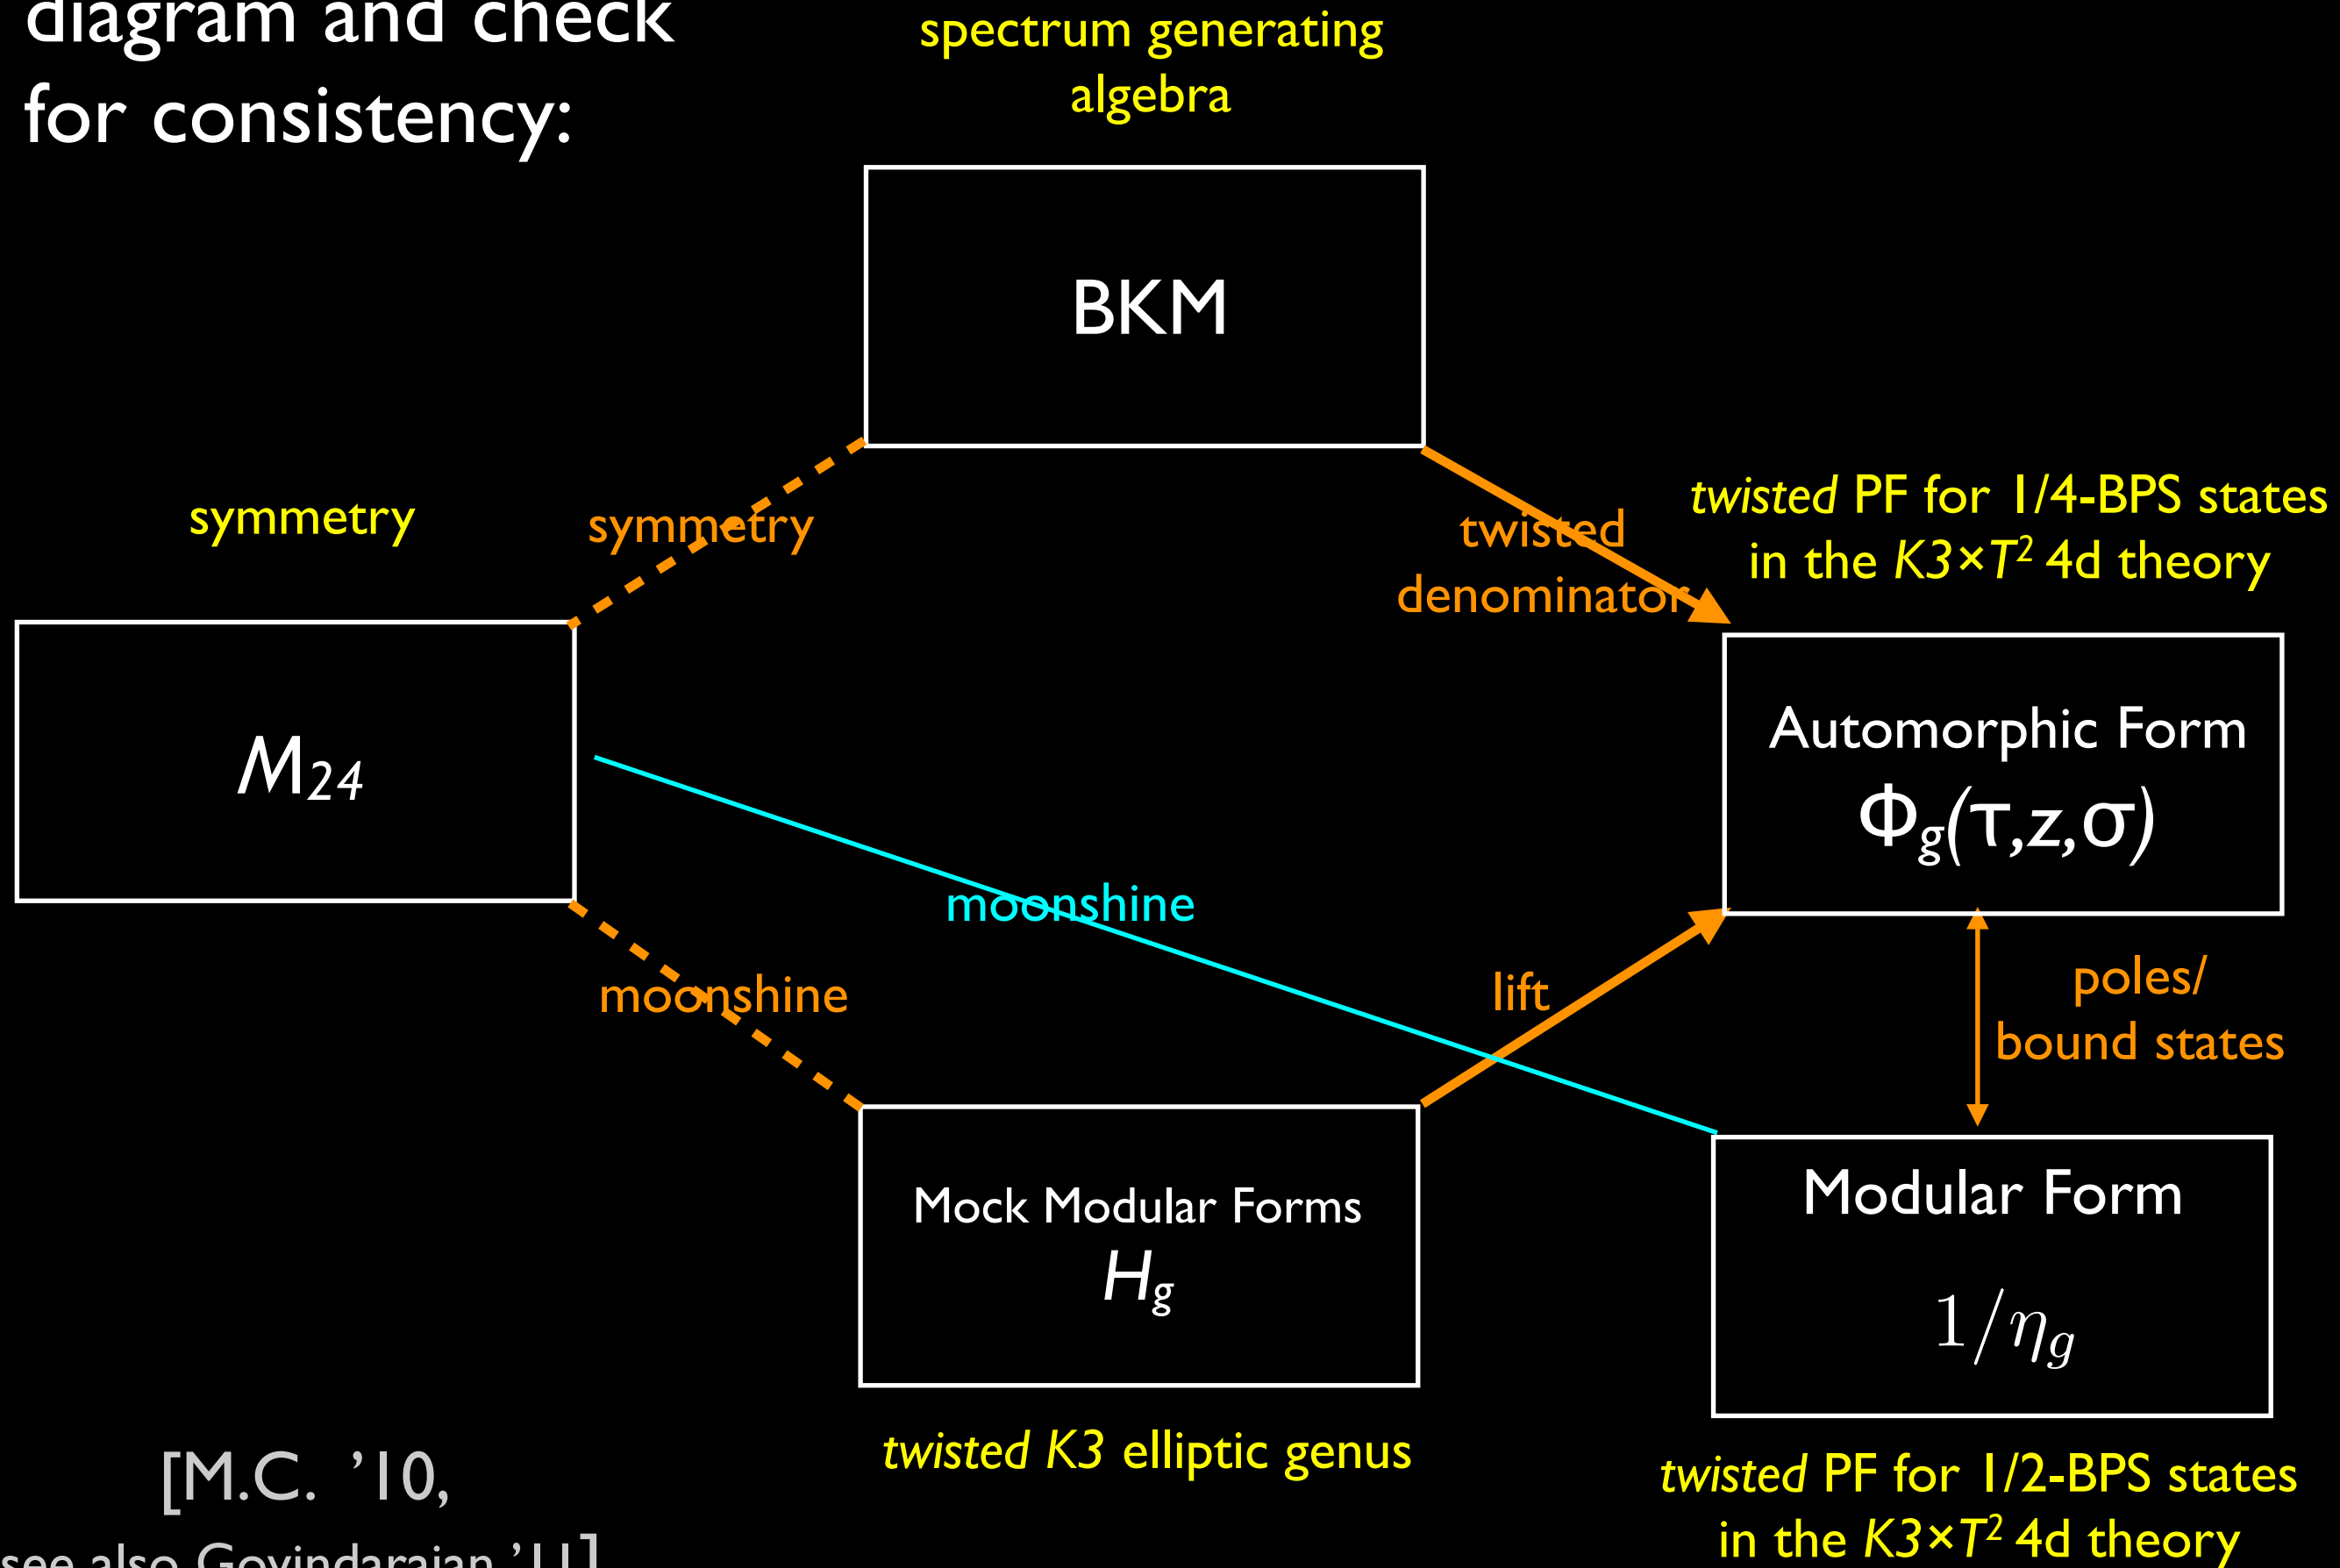 diagram and check
for consistency:
spectrum generating
algebra
BKM
symmetry
symmetry
twisted
denominator
twisted PF for 1/4-BPS states
in the K3×T² 4d theory
M₂₄
Automorphic Form
Φg(τ,z,σ)
moonshine
moonshine
lift
poles/
bound states
Mock Modular Forms
Hg
Modular Form
1/ηg
twisted K3 elliptic genus
twisted PF for 1/2-BPS states
in the K3×T² 4d theory
[M.C. ’10,
see also Govindarajan ’11]